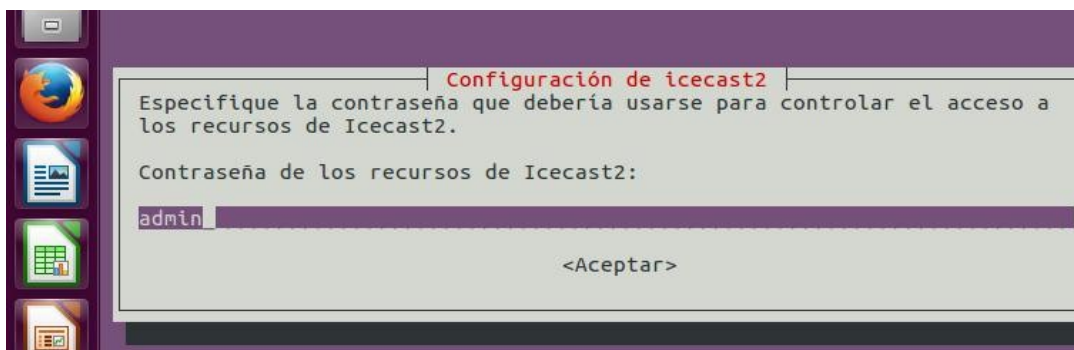 Configuración de icecast2
Especifique la contraseña que debería usarse para controlar el acceso a
los recursos de Icecast2.
Contraseña de los recursos de Icecast2:
admin_
<Aceptar>